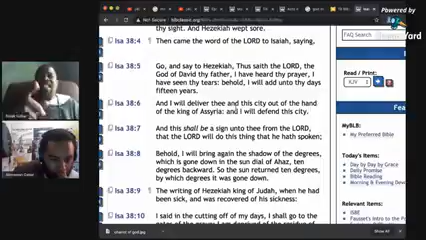 Powered by
Not Secure
thy sight. And Hezekiah wept sore.
Isa 38:4 ¶ Then came the word of the LORD to Isaiah, saying,
Isa 38:5 Go, and say to Hezekiah, Thus saith the LORD, the
God of David thy father, I have heard thy prayer, I
have seen thy tears: behold, I will add unto thy days
fifteen years.
Isa 38:6 And I will deliver thee and this city out of the hand
of the king of Assyria: and I will defend this city.
Isa 38:7 And this shall be a sign unto thee from the LORD,
that the LORD will do this thing that he hath spoken;
Isa 38:8 Behold, I will bring again the shadow of the degrees,
which is gone down in the sun dial of Ahaz, ten
degrees backward. So the sun returned ten degrees,
by which degrees it was gone down.
Isa 38:9 ¶ The writing of Hezekiah king of Judah, when he had
been sick, and was recovered of his sickness:
Isa 38:10 I said in the cutting off of my days, I shall go to the
FAQ Search
Read / Print:
KJV
1
Featu
MyBLB:
My Preferred Bible
Today's Items:
Day by Day by Grace
Daily Promise
Bible Reading
Morning & Evening
Relevant Items:
ISBE